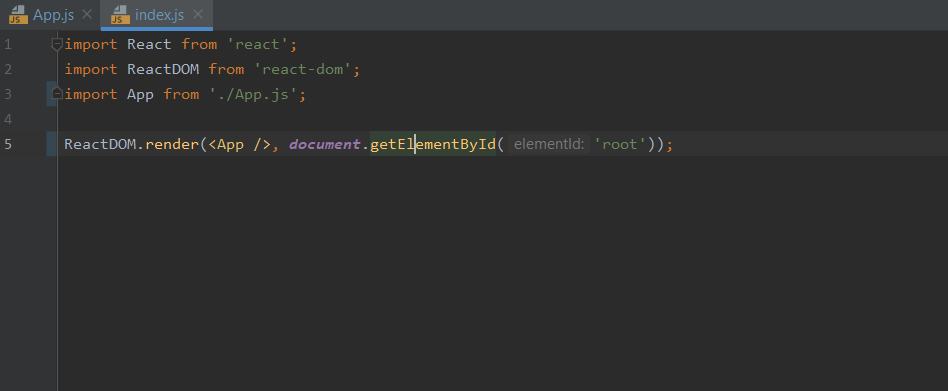 App.js index.js
1 import React from 'react';
2 import ReactDOM from 'react-dom';
3 import App from './App.js';
4
5 ReactDOM.render(<App />, document.getElementById( elementId: 'root'));